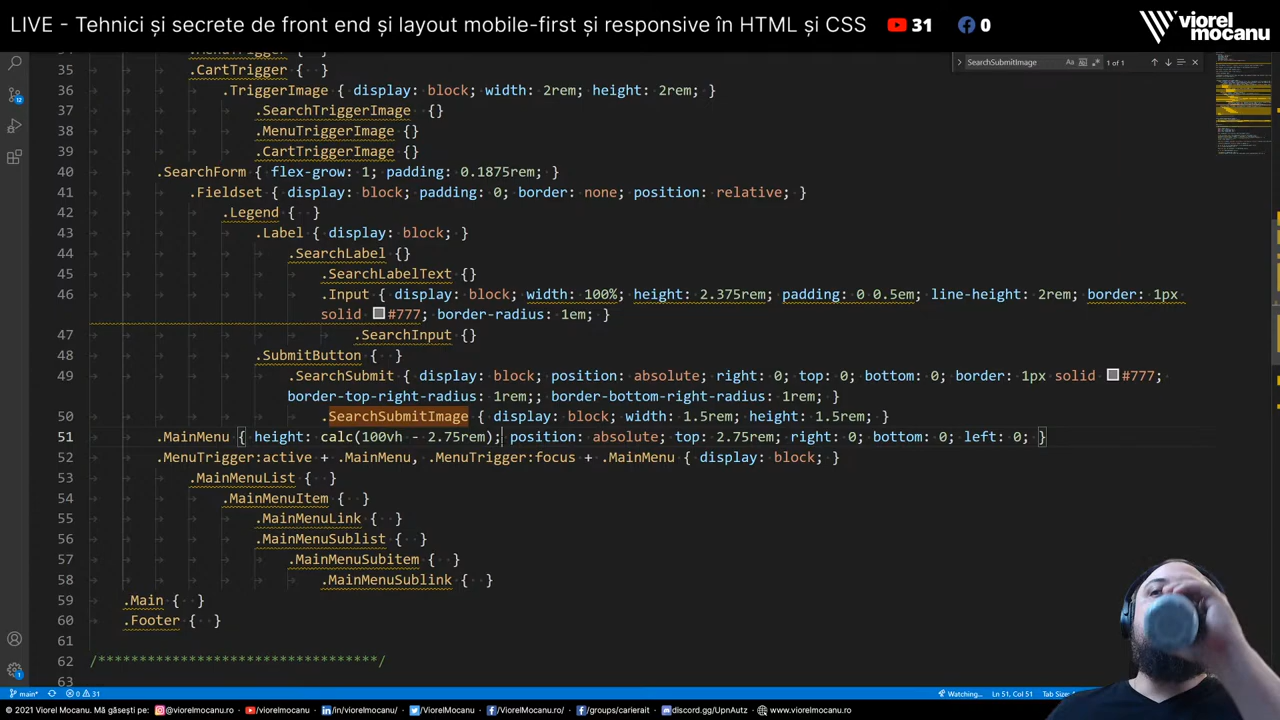 LIVE - Tehnici și secrete de front end și layout mobile-first și responsive în HTML și CSS 31 0 viorel mocanu
SearchSubmitImage Aa 1 of 1
35 .CartTrigger { }
36 .TriggerImage { display: block; width: 2rem; height: 2rem; }
37 .SearchTriggerImage {}
38 .MenuTriggerImage {}
39 .CartTriggerImage {}
40 .SearchForm { flex-grow: 1; padding: 0.1875rem; }
41 .Fieldset { display: block; padding: 0; border: none; position: relative; }
42 .Legend { }
43 .Label { display: block; }
44 .SearchLabel {}
45 .SearchLabelText {}
46 .Input { display: block; width: 100%; height: 2.375rem; padding: 0 0.5em; line-height: 2rem; border: 1px
solid #777; border-radius: 1em; }
47 .SearchInput {}
48 .SubmitButton { }
49 .SearchSubmit { display: block; position: absolute; right: 0; top: 0; bottom: 0; border: 1px solid #777;
border-top-right-radius: 1rem;; border-bottom-right-radius: 1rem; }
50 .SearchSubmitImage { display: block; width: 1.5rem; height: 1.5rem; }
51 .MainMenu { height: calc(100vh - 2.75rem); position: absolute; top: 2.75rem; right: 0; bottom: 0; left: 0; }
52 .MenuTrigger:active + .MainMenu, .MenuTrigger:focus + .MainMenu { display: block; }
53 .MainMenuList { }
54 .MainMenuItem { }
55 .MainMenuLink { }
56 .MainMenuSublist { }
57 .MainMenuSubitem { }
58 .MainMenuSublink { }
59 .Main { }
60 .Footer { }
61
62 /*********************************/
63
main* 0 31 Watching... Ln 51, Col 51 Tab Size:
© 2021 Viorel Mocanu. Mă găsești pe: @viorelmocanu.ro /viorelmocanu /in/viorelmocanu/ /ViorelMocanu /ViorelMocanu.ro/ /groups/carierait discord.gg/UpnAutz www.viorelmocanu.ro